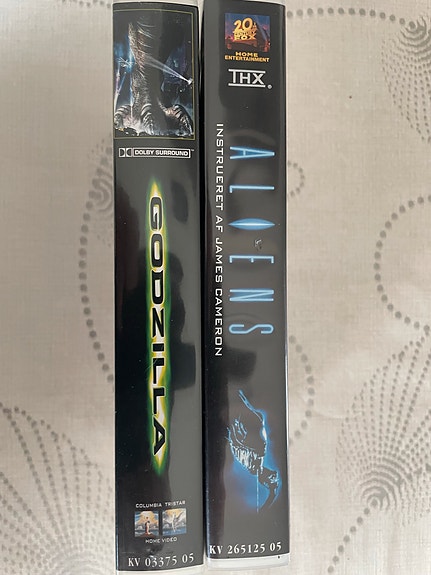 DOLBY SURROUND
GODZILLA
COLUMBIA TRISTAR
HOME VIDEO
KV 03375 05
20th
CENTURY
FOX
HOME
ENTERTAINMENT
THX
ALIENS
INSTRUERET AF JAMES CAMERON
KV 265125 05